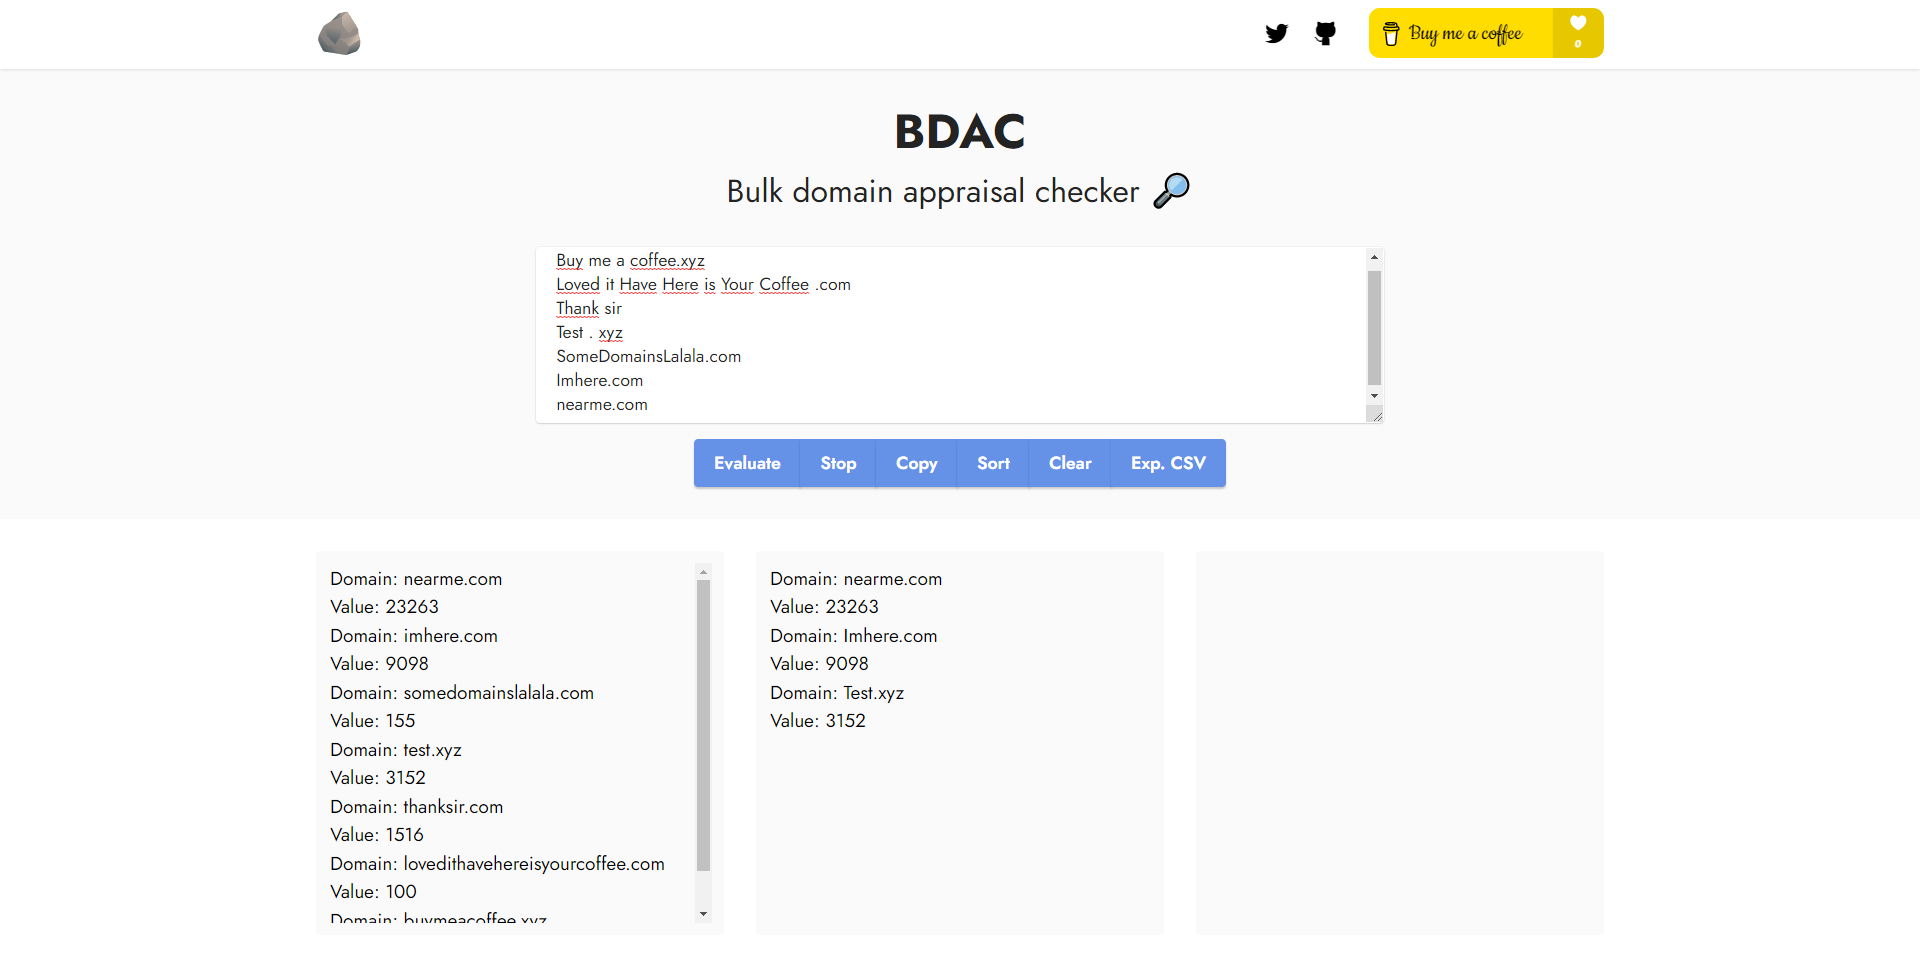 Buy me a coffee
0
BDAC
Bulk domain appraisal checker
Buy me a coffee.xyz
Loved it Have Here is Your Coffee .com
Thank sir
Test . xyz
SomeDomainsLalala.com
Imhere.com
nearme.com
Evaluate Stop Copy Sort Clear Exp. CSV
Domain: nearme.com
Value: 23263
Domain: imhere.com
Value: 9098
Domain: somedomainslalala.com
Value: 155
Domain: test.xyz
Value: 3152
Domain: thanksir.com
Value: 1516
Domain: lovedithavehereisyourcoffee.com
Value: 100
Domain: buymeacoffee.xyz
Domain: nearme.com
Value: 23263
Domain: Imhere.com
Value: 9098
Domain: Test.xyz
Value: 3152